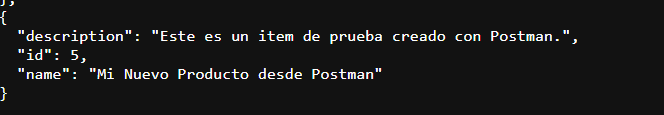 },
{
"description": "Este es un item de prueba creado con Postman.",
"id": 5,
"name": "Mi Nuevo Producto desde Postman"
}